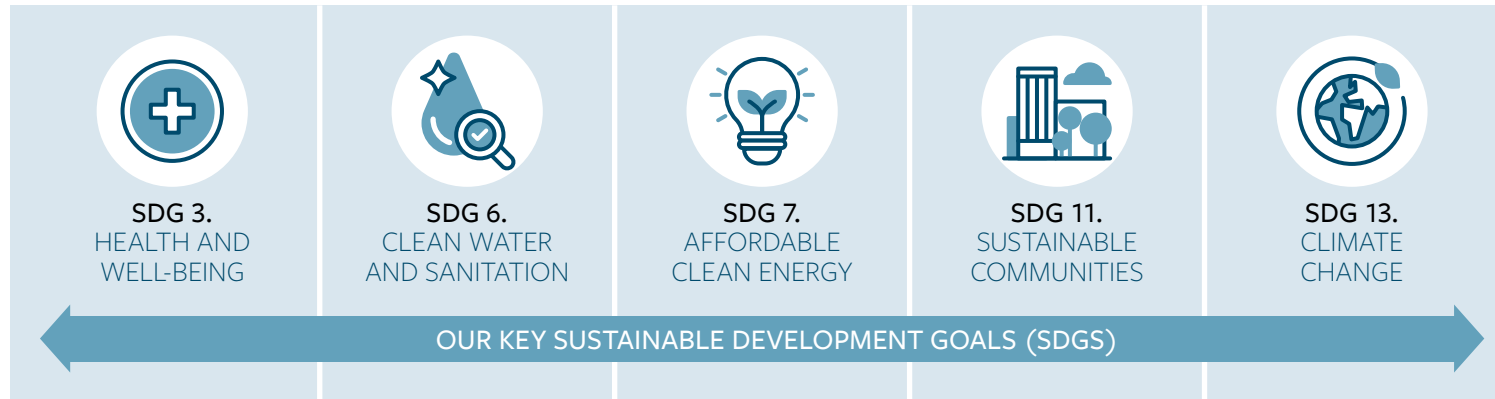 SDG 3.
HEALTH AND
WELL-BEING
SDG 6.
CLEAN WATER
AND SANITATION
SDG 7.
AFFORDABLE
CLEAN ENERGY
SDG 11.
SUSTAINABLE
COMMUNITIES
SDG 13.
CLIMATE
CHANGE
OUR KEY SUSTAINABLE DEVELOPMENT GOALS (SDGS)